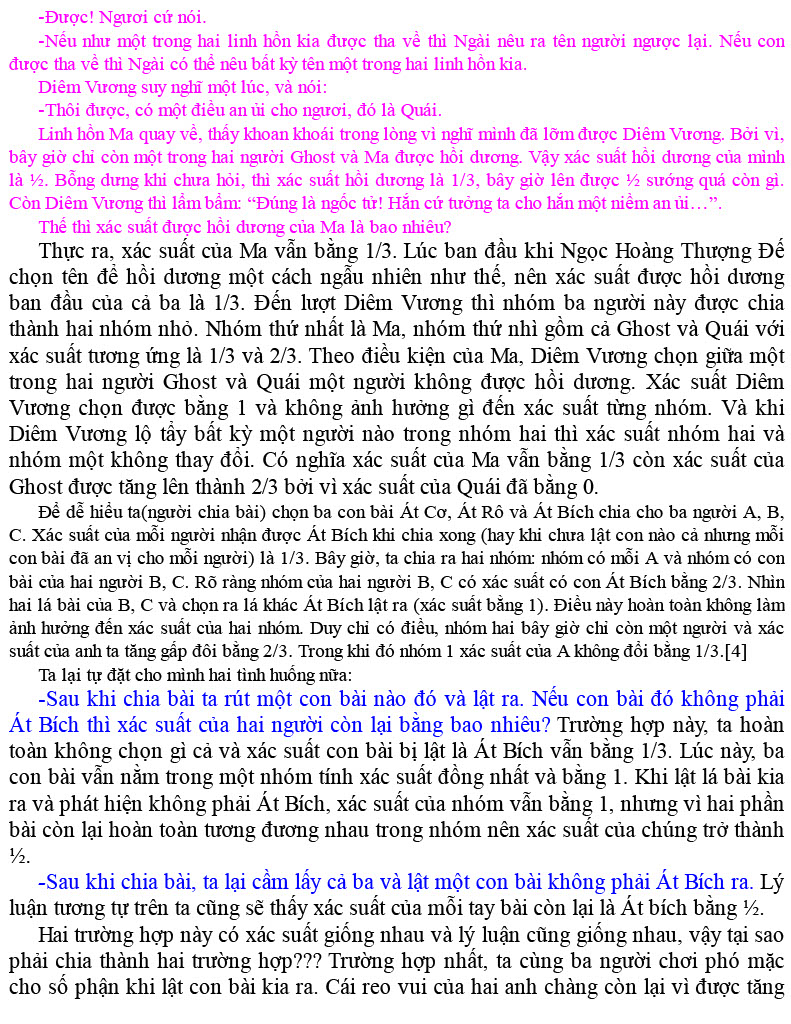 -Được! Ngươi cứ nói.
-Nếu như một trong hai linh hồn kia được tha về thì Ngài nêu ra tên người ngược lại. Nếu con
được tha về thì Ngài có thể nêu bất kỳ tên một trong hai linh hồn kia.
Diêm Vương suy nghĩ một lúc, và nói:
-Thôi được, có một điều an ủi cho ngươi, đó là Quái.
Linh hồn Ma quay về, thấy khoan khoái trong lòng vì nghĩ mình đã lỡm được Diêm Vương. Bởi vì,
bây giờ chỉ còn một trong hai người Ghost và Ma được hồi dương. Vậy xác suất hồi dương của mình
là ½. Bỗng dưng khi chưa hỏi, thì xác suất hồi dương là 1/3, bây giờ lên được ½ sướng quá còn gì.
Còn Diêm Vương thì lẩm bẩm: “Đúng là ngốc tử! Hắn cứ tưởng ta cho hắn một niềm an ủi…”.
Thế thì xác suất được hồi dương của Ma là bao nhiêu?
Thực ra, xác suất của Ma vẫn bằng 1/3. Lúc ban đầu khi Ngọc Hoàng Thượng Đế
chọn tên để hồi dương một cách ngẫu nhiên như thế, nên xác suất được hồi dương
ban đầu của cả ba là 1/3. Đến lượt Diêm Vương thì nhóm ba người này được chia
thành hai nhóm nhỏ. Nhóm thứ nhất là Ma, nhóm thứ nhì gồm cả Ghost và Quái với
xác suất tương ứng là 1/3 và 2/3. Theo điều kiện của Ma, Diêm Vương chọn giữa một
trong hai người Ghost và Quái một người không được hồi dương. Xác suất Diêm
Vương chọn được bằng 1 và không ảnh hưởng gì đến xác suất từng nhóm. Và khi
Diêm Vương lộ tẩy bất kỳ một người nào trong nhóm hai thì xác suất nhóm hai và
nhóm một không thay đổi. Có nghĩa xác suất của Ma vẫn bằng 1/3 còn xác suất của
Ghost được tăng lên thành 2/3 bởi vì xác suất của Quái đã bằng 0.
Để dễ hiểu ta(người chia bài) chọn ba con bài Át Cơ, Át Rô và Át Bích chia cho ba người A, B,
C. Xác suất của mỗi người nhận được Át Bích khi chia xong (hay khi chưa lật con nào cả nhưng mỗi
con bài đã an vị cho mỗi người) là 1/3. Bây giờ, ta chia ra hai nhóm: nhóm có mỗi A và nhóm có con
bài của hai người B, C. Rõ ràng nhóm của hai người B, C có xác suất có con Át Bích bằng 2/3. Nhìn
hai lá bài của B, C và chọn ra lá khác Át Bích lật ra (xác suất bằng 1). Điều này hoàn toàn không làm
ảnh hưởng đến xác suất của hai nhóm. Duy chỉ có điều, nhóm hai bây giờ chỉ còn một người và xác
suất của anh ta tăng gấp đôi bằng 2/3. Trong khi đó nhóm 1 xác suất của A không đổi bằng 1/3.[4]
Ta lại tự đặt cho mình hai tình huống nữa:
-Sau khi chia bài ta rút một con bài nào đó và lật ra. Nếu con bài đó không phải
Át Bích thì xác suất của hai người còn lại bằng bao nhiêu? Trường hợp này, ta hoàn
toàn không chọn gì cả và xác suất con bài bị lật là Át Bích vẫn bằng 1/3. Lúc này, ba
con bài vẫn nằm trong một nhóm tính xác suất đồng nhất và bằng 1. Khi lật lá bài kia
ra và phát hiện không phải Át Bích, xác suất của nhóm vẫn bằng 1, nhưng vì hai phần
bài còn lại hoàn toàn tương đương nhau trong nhóm nên xác suất của chúng trở thành
½.
-Sau khi chia bài, ta lại cầm lấy cả ba và lật một con bài không phải Át Bích ra. Lý
luận tương tự trên ta cũng sẽ thấy xác suất của mỗi tay bài còn lại là Át bích bằng ½.
Hai trường hợp này có xác suất giống nhau và lý luận cũng giống nhau, vậy tại sao
phải chia thành hai trường hợp??? Trường hợp nhất, ta cùng ba người chơi phó mặc
cho số phận khi lật con bài kia ra. Cái reo vui của hai anh chàng còn lại vì được tăng